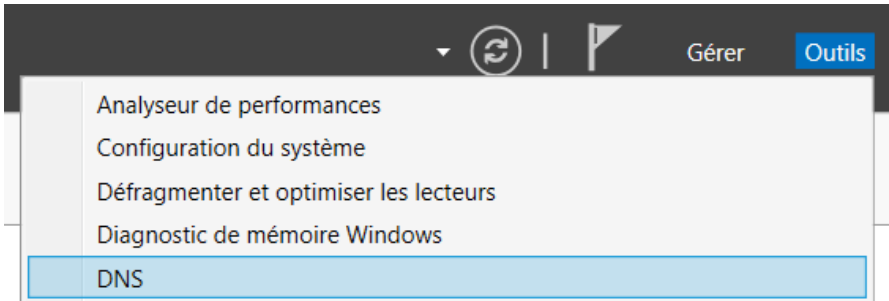 Gérer Outils
Analyseur de performances
Configuration du système
Défragmenter et optimiser les lecteurs
Diagnostic de mémoire Windows
DNS